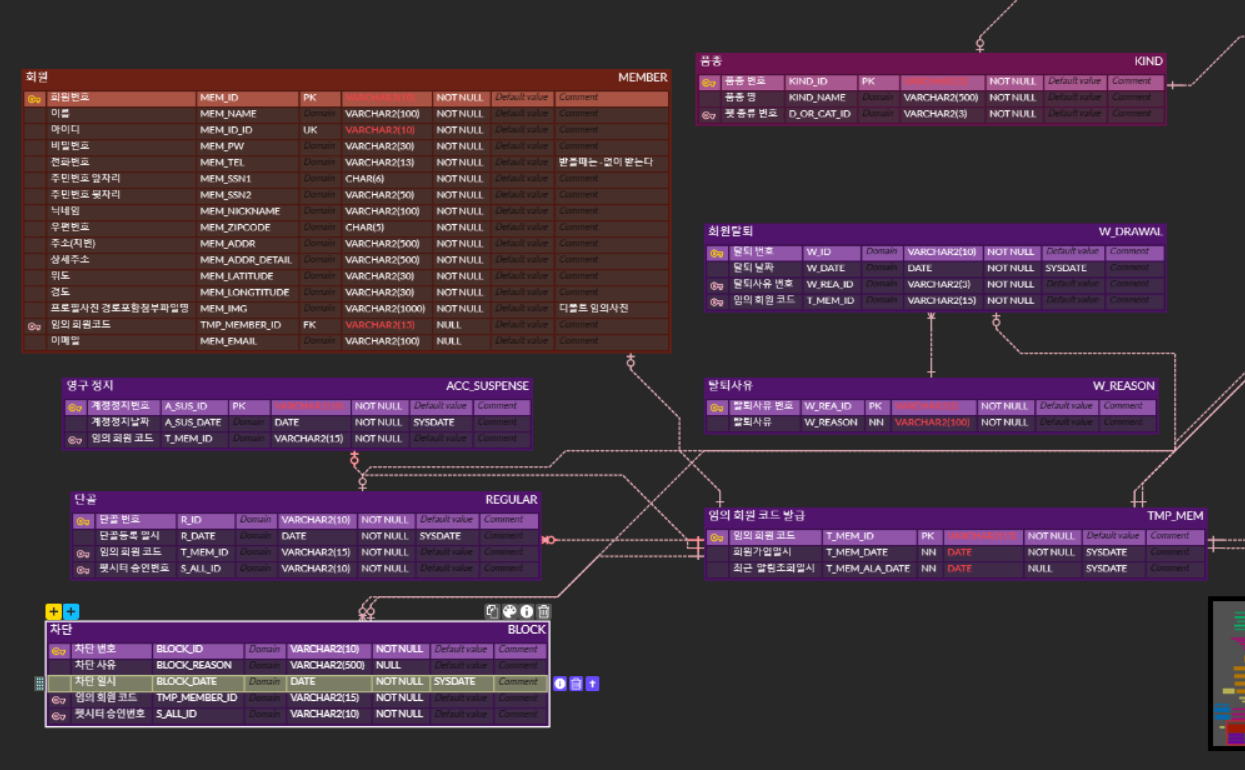 회원 MEMBER
회원번호 MEM_ID PK VARCHAR2(10) NOT NULL Default value Comment
이름 MEM_NAME Domain VARCHAR2(100) NOT NULL Default value Comment
아이디 MEM_ID_ID UK VARCHAR2(10) NOT NULL Default value Comment
비밀번호 MEM_PW Domain VARCHAR2(30) NOT NULL Default value Comment
전화번호 MEM_TEL Domain VARCHAR2(13) NOT NULL Default value 받을때는 - 없이 받는다
주민번호 앞자리 MEM_SSN1 Domain CHAR(6) NOT NULL Default value Comment
주민번호 뒷자리 MEM_SSN2 Domain VARCHAR2(50) NOT NULL Default value Comment
닉네임 MEM_NICKNAME Domain VARCHAR2(100) NOT NULL Default value Comment
우편번호 MEM_ZIPCODE Domain CHAR(5) NOT NULL Default value Comment
주소(지번) MEM_ADDR Domain VARCHAR2(500) NOT NULL Default value Comment
상세주소 MEM_ADDR_DETAIL Domain VARCHAR2(500) NOT NULL Default value Comment
위도 MEM_LATITUDE Domain VARCHAR2(30) NOT NULL Default value Comment
경도 MEM_LONGTITUDE Domain VARCHAR2(30) NOT NULL Default value Comment
프로필사진 경로포함첨부파일명 MEM_IMG Domain VARCHAR2(1000) NOT NULL Default value 디폴트 임의사진
임의 회원코드 TMP_MEMBER_ID FK VARCHAR2(15) NULL Default value Comment
이메일 MEM_EMAIL Domain VARCHAR2(100) NULL Default value Comment
품종 KIND
품종 번호 KIND_ID PK NOT NULL Default value Comment
품종 명 KIND_NAME Domain VARCHAR2(500) NOT NULL Default value Comment
펫 종류 번호 D_OR_CAT_ID Domain VARCHAR2(3) NOT NULL Default value Comment
회원탈퇴 W_DRAWAL
탈퇴 번호 W_ID Domain VARCHAR2(10) NOT NULL Default value Comment
탈퇴 날짜 W_DATE Domain DATE NOT NULL SYSDATE Comment
탈퇴사유 번호 W_REA_ID Domain VARCHAR2(3) NOT NULL Default value Comment
임의 회원 코드 T_MEM_ID Domain VARCHAR2(15) NOT NULL Default value Comment
탈퇴사유 W_REASON
탈퇴사유 번호 W_REA_ID PK NOT NULL Default value Comment
탈퇴사유 W_REASON NN VARCHAR2(100) NOT NULL Default value Comment
영구 정지 ACC_SUSPENSE
계정정지번호 A_SUS_ID PK NOT NULL Default value Comment
계정정지날짜 A_SUS_DATE Domain DATE NOT NULL SYSDATE Comment
임의 회원 코드 T_MEM_ID Domain VARCHAR2(15) NOT NULL Default value Comment
단골 REGULAR
단골 번호 R_ID Domain VARCHAR2(10) NOT NULL Default value Comment
단골등록 일시 R_DATE Domain DATE NOT NULL SYSDATE Comment
임의 회원 코드 T_MEM_ID Domain VARCHAR2(15) NOT NULL Default value Comment
펫시터 승인번호 S_ALL_ID Domain VARCHAR2(10) NOT NULL Default value Comment
임의 회원 코드 발급 TMP_MEM
임의 회원 코드 T_MEM_ID PK NOT NULL Default value Comment
회원가입일시 T_MEM_DATE NN DATE NOT NULL SYSDATE Comment
최근 알림조회일시 T_MEM_ALA_DATE NN DATE NULL SYSDATE Comment
차단 BLOCK
차단 번호 BLOCK_ID Domain VARCHAR2(10) NOT NULL Default value Comment
차단 사유 BLOCK_REASON Domain VARCHAR2(500) NULL Default value Comment
차단 일시 BLOCK_DATE Domain DATE NOT NULL SYSDATE Comment
임의 회원 코드 TMP_MEMBER_ID Domain VARCHAR2(15) NOT NULL Default value Comment
펫시터 승인번호 S_ALL_ID Domain VARCHAR2(10) NOT NULL Default value Comment